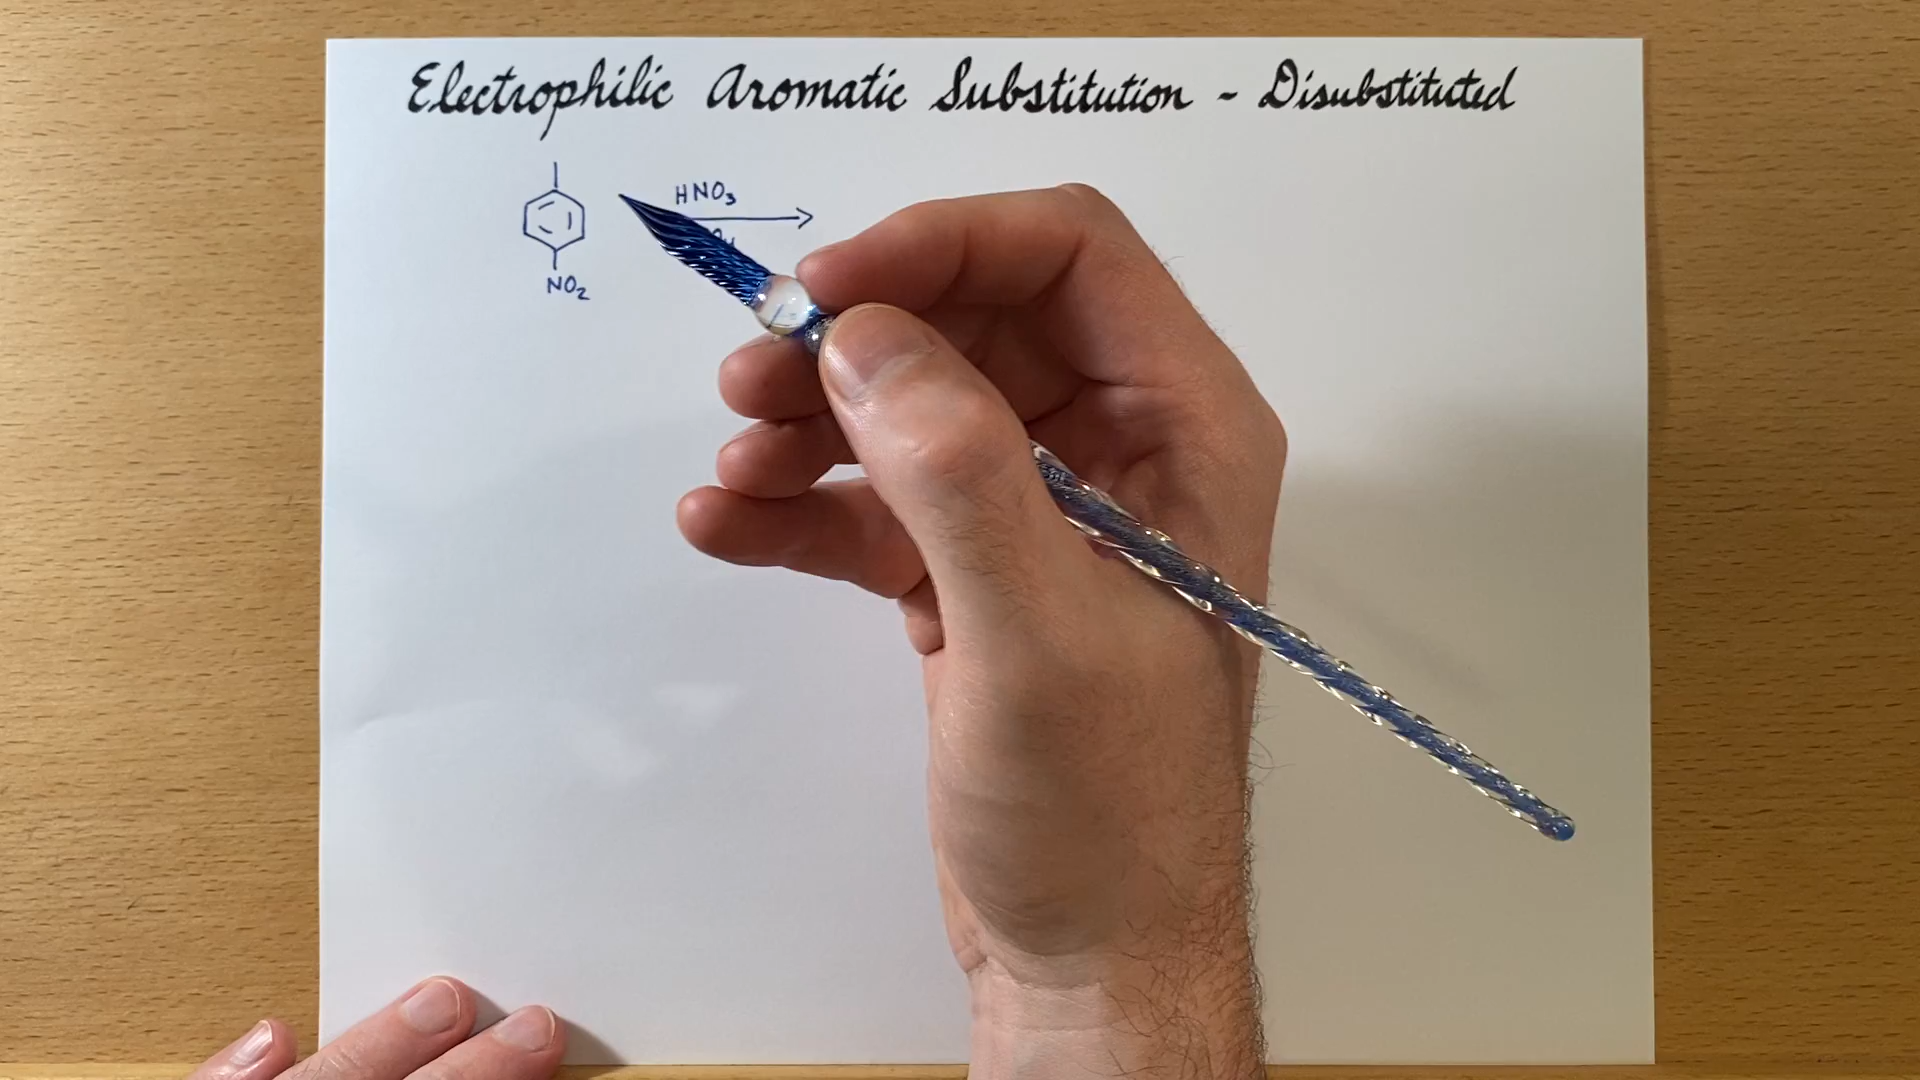 Electrophilic Aromatic Substitution - Disubstituted
HNO₃
NO₂